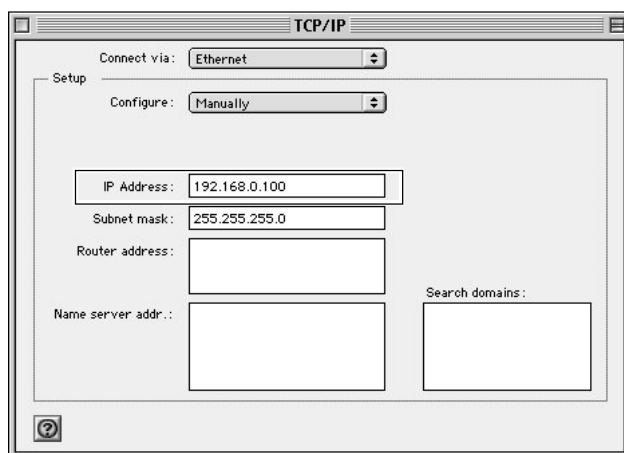 TCP/IP
Connect via: Ethernet
Setup
Configure: Manually
IP Address: 192.168.0.100
Subnet mask: 255.255.255.0
Router address:
Search domains:
Name server addr.:
?